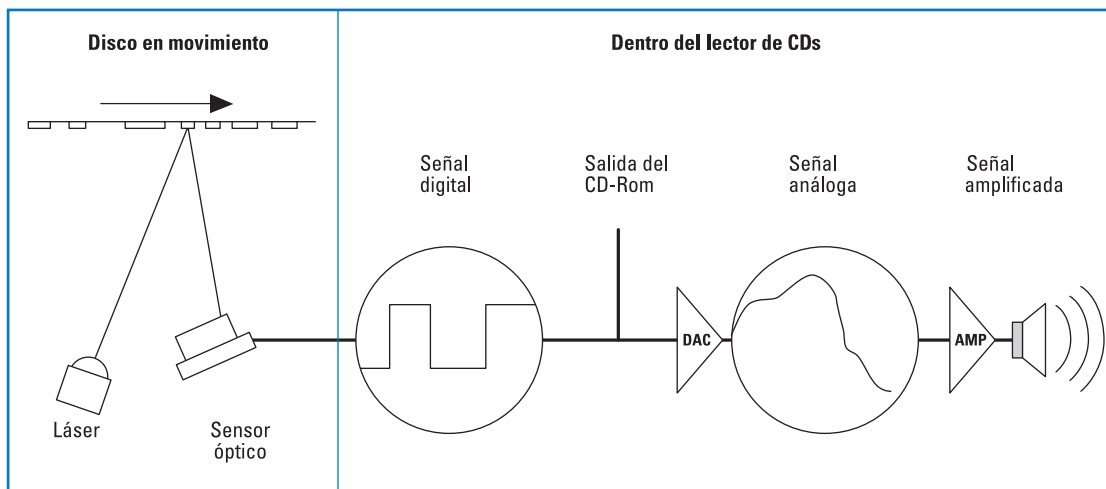 Disco en movimiento
Dentro del lector de CDs
Señal
digital
Salida del
CD-Rom
Señal
análoga
Señal
amplificada
DAC
AMP
Láser
Sensor
óptico